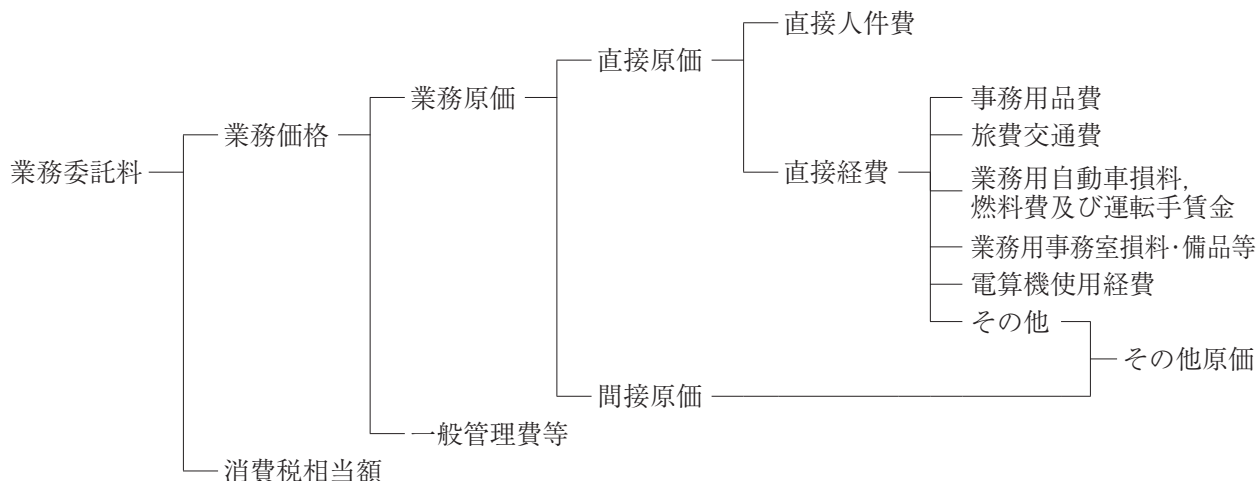 直接人件費
直接原価
業務原価
事務用品費
業務価格
旅費交通費
業務委託料
直接経費
業務用自動車損料,
燃料費及び運転手賃金
業務用事務室損料・備品等
電算機使用経費
その他
その他原価
間接原価
一般管理費等
消費税相当額